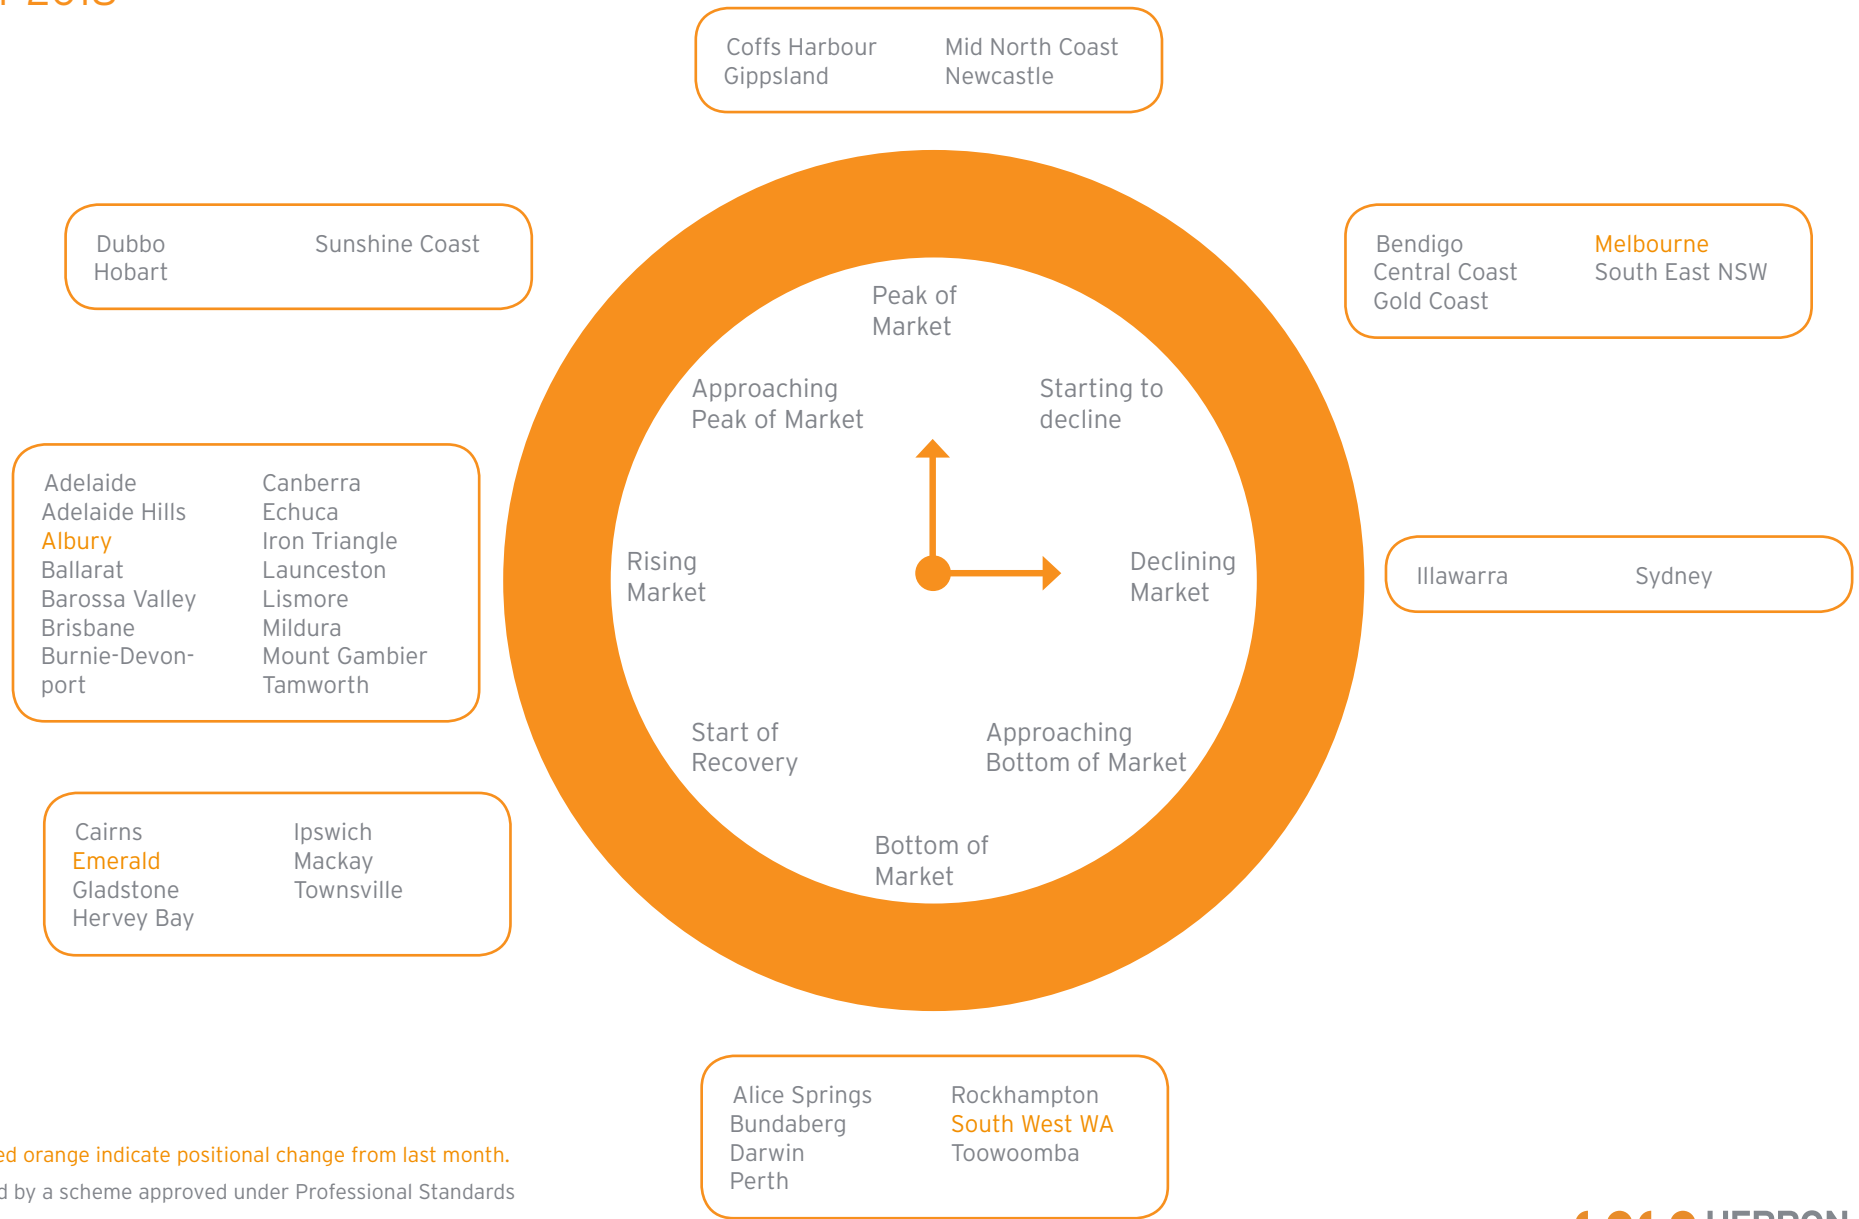 2018
Coffs Harbour
Gippsland
Mid North Coast
Newcastle
Dubbo
Hobart
Sunshine Coast
Bendigo
Central Coast
Gold Coast
Melbourne
South East NSW
Peak of
Market
Approaching
Peak of Market
Starting to
decline
Adelaide
Adelaide Hills
Albury
Ballarat
Barossa Valley
Brisbane
Burnie-Devon-
port
Canberra
Echuca
Iron Triangle
Launceston
Lismore
Mildura
Mount Gambier
Tamworth
Rising
Market
Declining
Market
Illawarra
Sydney
Start of
Recovery
Approaching
Bottom of Market
Cairns
Emerald
Gladstone
Hervey Bay
Ipswich
Mackay
Townsville
Bottom of
Market
Alice Springs
Bundaberg
Darwin
Perth
Rockhampton
South West WA
Toowoomba
ed orange indicate positional change from last month.
d by a scheme approved under Professional Standards
HERRON